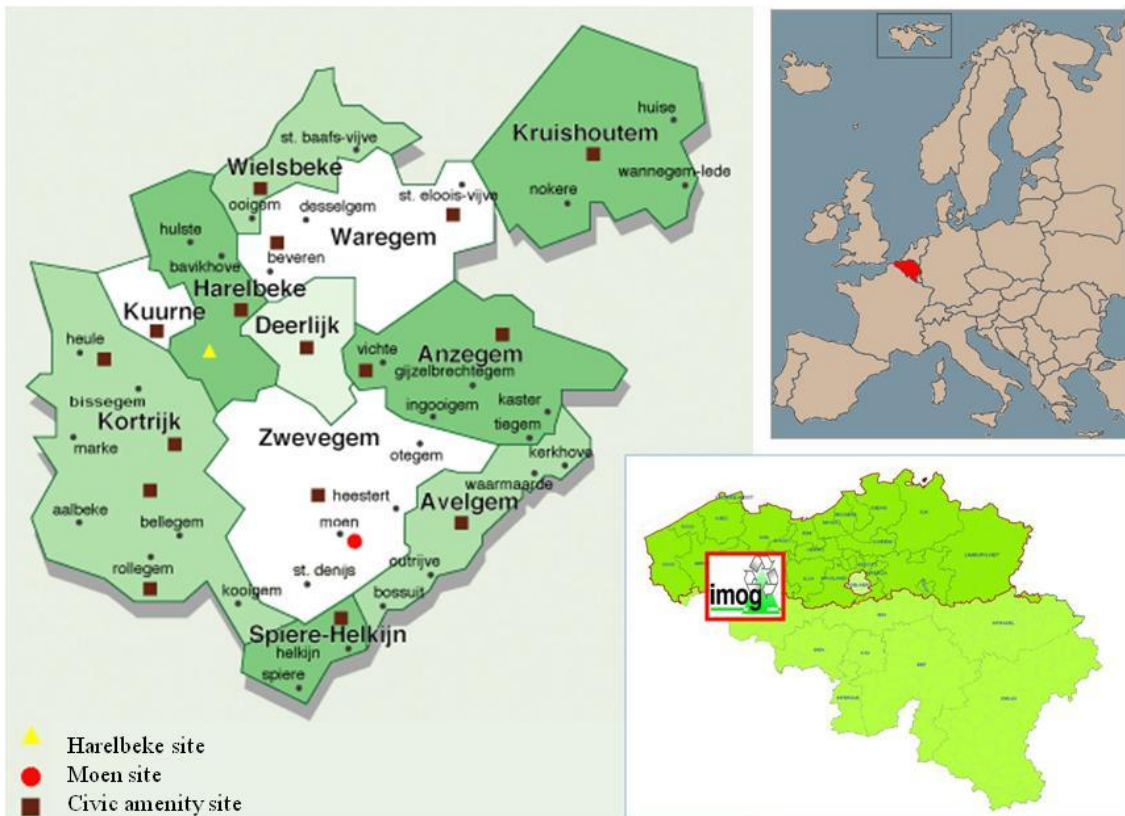 huise
Kruishoutem
st. baafs-vijve
Wielsbeke
wannegem-lede
st. eloois-vijve
nokere
ooigem
desselgem
Waregem
hulste
beveren
bavikhove
Harelbeke
Kuurne
Deerlijk
heule
vichte
Anzegem
gijzelbrechtegem
bissegem
kaster
Kortrijk
ingooigem
tiegem
marke
Zwevegem
otegem
kerkhove
waarmaarde
heestert
Avelgem
aalbeke
moen
bellegem
rollegem
st. denijs
outrijve
kooigem
bossuit
Spiere-Helkijn
helkijn
spiere
Harelbeke site
Moen site
Civic amenity site
imog